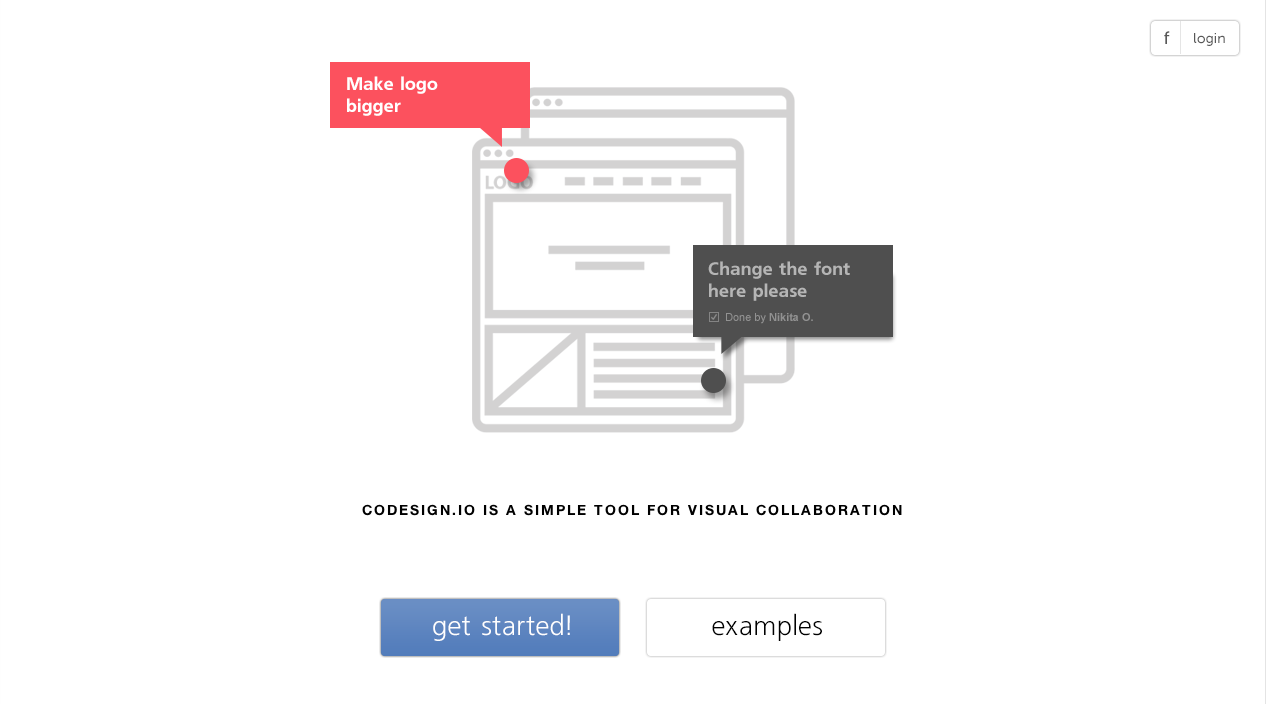 f login
Make logo
bigger
LOGO
Change the font
here please
Done by Nikita O.
CODESIGN.IO IS A SIMPLE TOOL FOR VISUAL COLLABORATION
get started!
examples